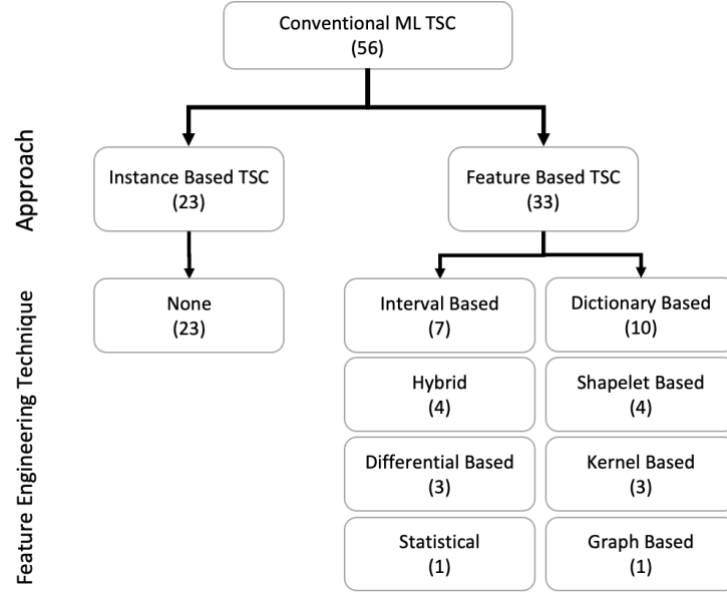 Conventional ML TSC
(56)
Approach
Instance Based TSC
(23)
Feature Based TSC
(33)
Feature Engineering Technique
None
(23)
Interval Based
(7)
Dictionary Based
(10)
Hybrid
(4)
Shapelet Based
(4)
Differential Based
(3)
Kernel Based
(3)
Statistical
(1)
Graph Based
(1)